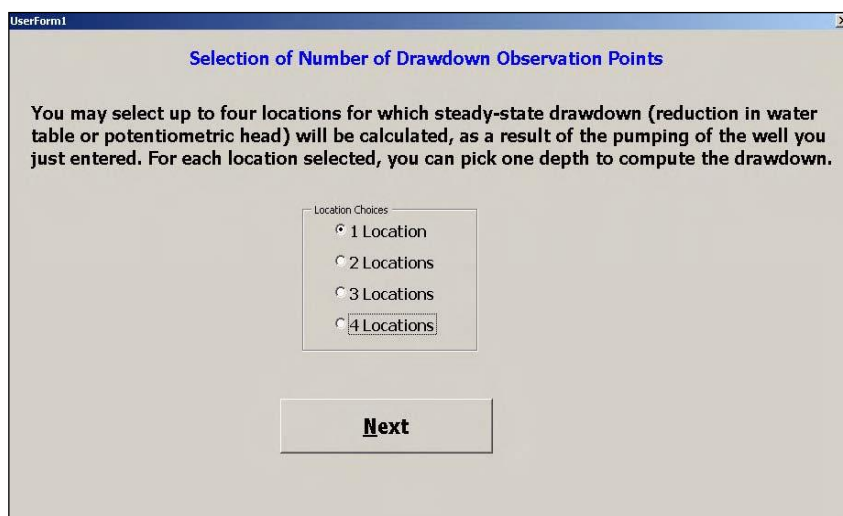 UserForm1
Selection of Number of Drawdown Observation Points
You may select up to four locations for which steady-state drawdown (reduction in water
table or potentiometric head) will be calculated, as a result of the pumping of the well you
just entered. For each location selected, you can pick one depth to compute the drawdown.
Location Choices
1 Location
2 Locations
3 Locations
4 Locations
Next